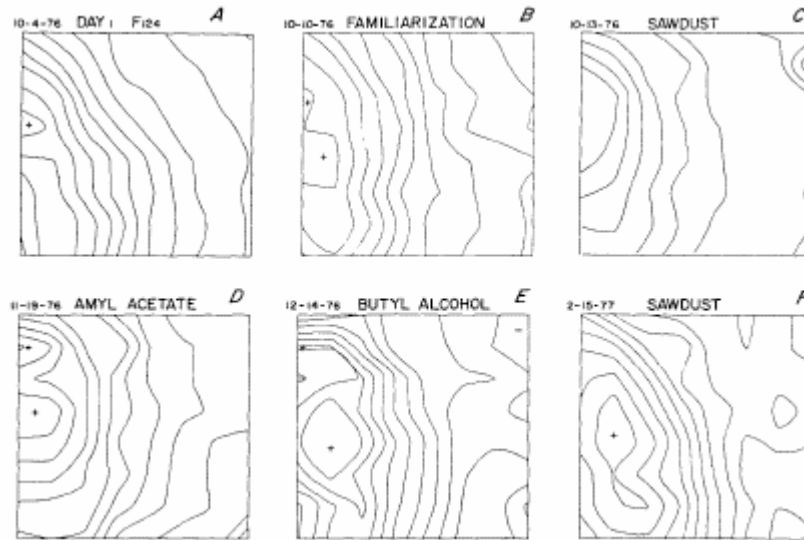 10-4-76 DAY 1 F124 A
10-10-76 FAMILIARIZATION B
10-13-76 SAWDUST C
11-19-76 AMYL ACETATE D
12-14-76 BUTYL ALCOHOL E
2-15-77 SAWDUST F